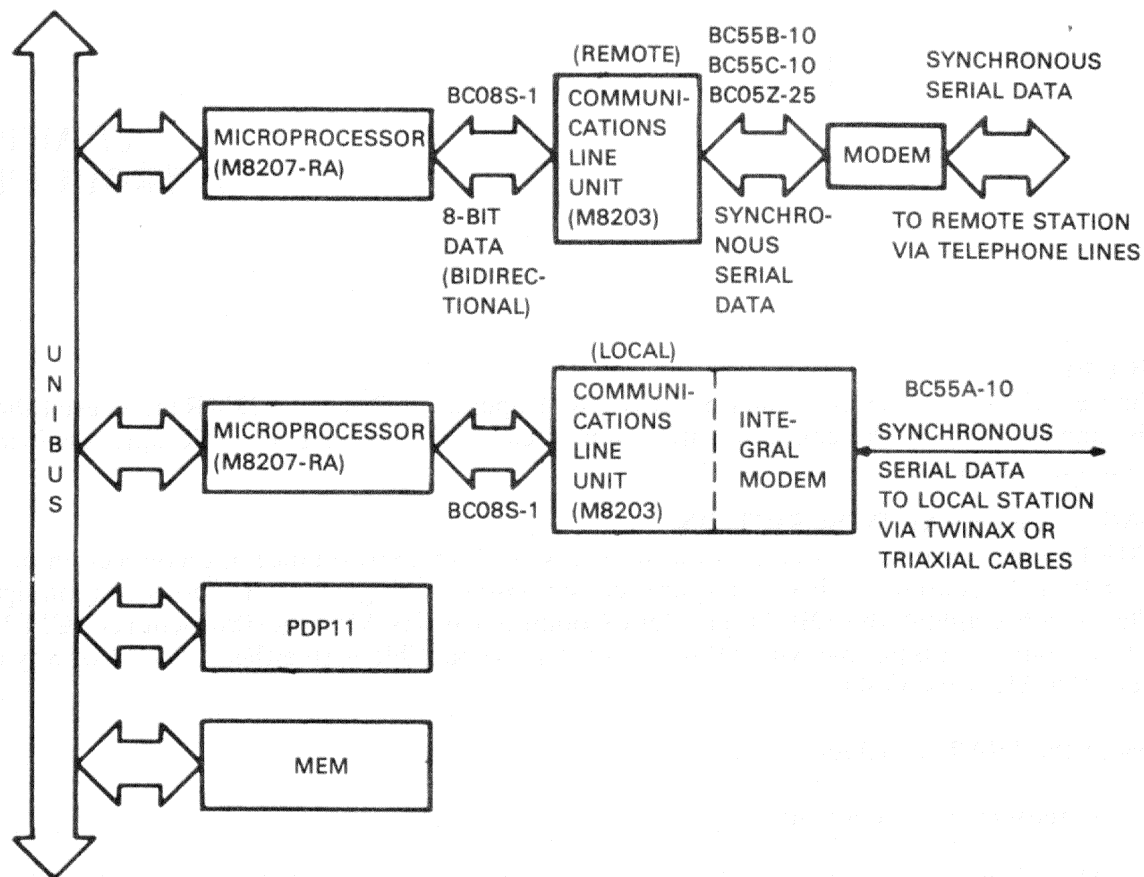 UNIBUS
MICROPROCESSOR
(M8207-RA)
BC08S-1
8-BIT
DATA
(BIDIREC-
TIONAL)
(REMOTE)
COMMUNI-
CATIONS
LINE
UNIT
(M8203)
BC55B-10
BC55C-10
BC05Z-25
SYNCHRO-
NOUS
SERIAL
DATA
MODEM
SYNCHRONOUS
SERIAL DATA
TO REMOTE STATION
VIA TELEPHONE LINES
MICROPROCESSOR
(M8207-RA)
BC08S-1
(LOCAL)
COMMUNI-
CATIONS
LINE
UNIT
(M8203)
INTE-
GRAL
MODEM
BC55A-10
SYNCHRONOUS
SERIAL DATA
TO LOCAL STATION
VIA TWINAX OR
TRIAXIAL CABLES
PDP11
MEM